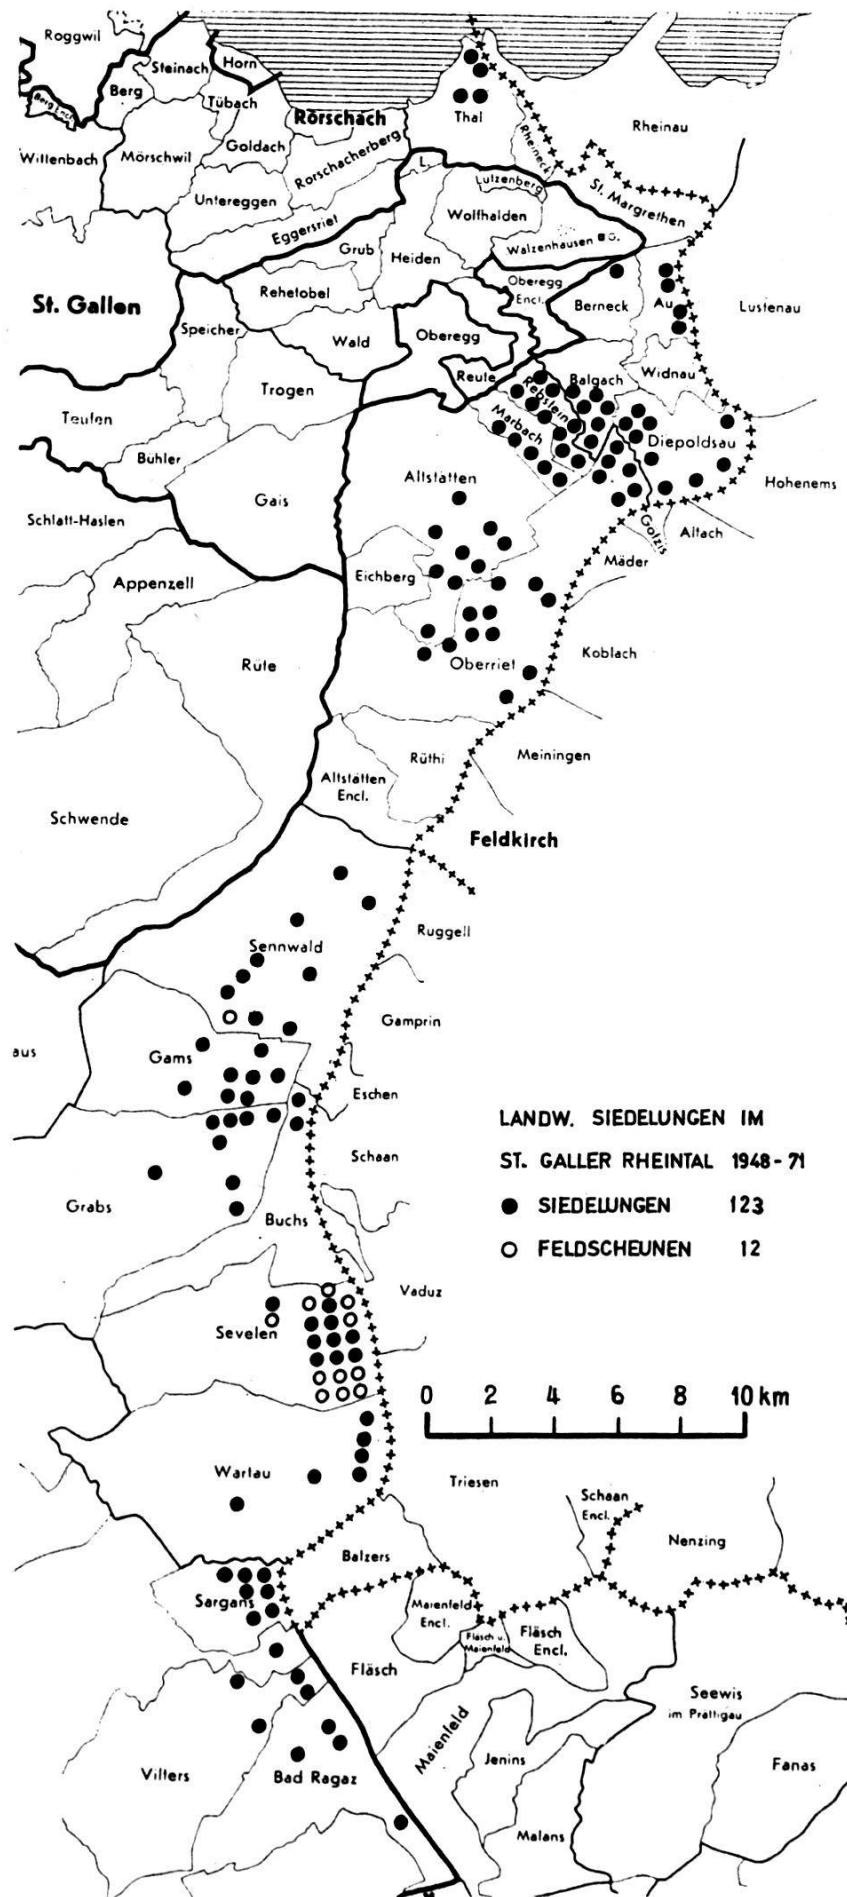 Roggwil
Steinach
Horn
Berg
Berg Encl.
Tübach
Rorschach
Thal
Rheineck
Rheinau
Wittenbach
Mörschwil
Goldach
Rorschacherberg
L.
Lutzenberg
St. Margrethen
Untereggen
Eggersriet
Wolfhalden
Grub
Heiden
Walzenhausen
St. Gallen
Rehetobel
Oberegg
Encl.
Berneck
Au
Lustenau
Speicher
Wald
Oberegg
Reute
Balgach
Widnau
Trogen
Rebstein
Marbach
Diepoldsau
Teufen
Bühler
Gais
Altstätten
Hohenems
Schlatt-Haslen
Götzis
Altach
Mäder
Appenzell
Eichberg
Rüte
Oberriet
Koblach
Rüthi
Meiningen
Altstätten
Encl.
Schwende
Feldkirch
Ruggell
Sennwald
Gamprin
aus
Gams
Eschen
LANDW. SIEDELUNGEN IM
ST. GALLER RHEINTAL 1948-71
SIEDELUNGEN 123
FELDSCHEUNEN 12
Schaan
Grabs
Buchs
Vaduz
Sevelen
0 2 4 6 8 10 km
Wartau
Triesen
Schaan
Encl.
Nenzing
Balzers
Sargans
Maienfeld
Encl.
Fläsch u.
Maienfeld
Fläsch
Encl.
Fläsch
Seewis
im Prättigau
Maienfeld
Jenins
Fanas
Vilters
Bad Ragaz
Malans